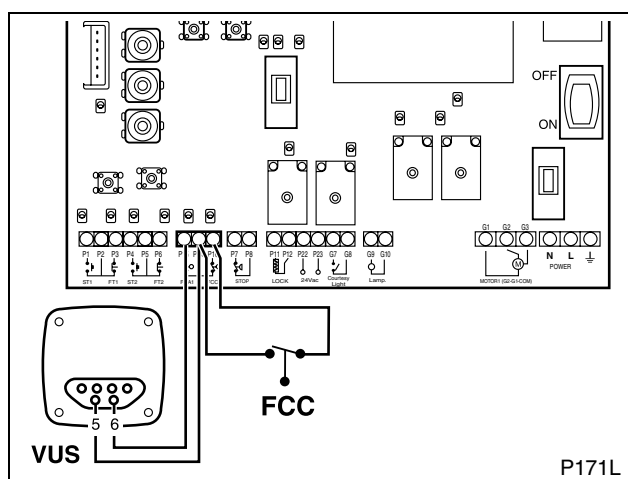 OFF
ON
P1 P2 P3 P4 P5 P6
P7 P8
P11 P12 P22 P23 G7 G8
G9 G10
G1 G2 G3
ST1 FT1 ST2 FT2
STOP
LOCK 24Vac Courtesy Light
Lamp.
M
MOTOR1 (G2-G1-COM)
N L
POWER
5 6
VUS
FCC
P171L